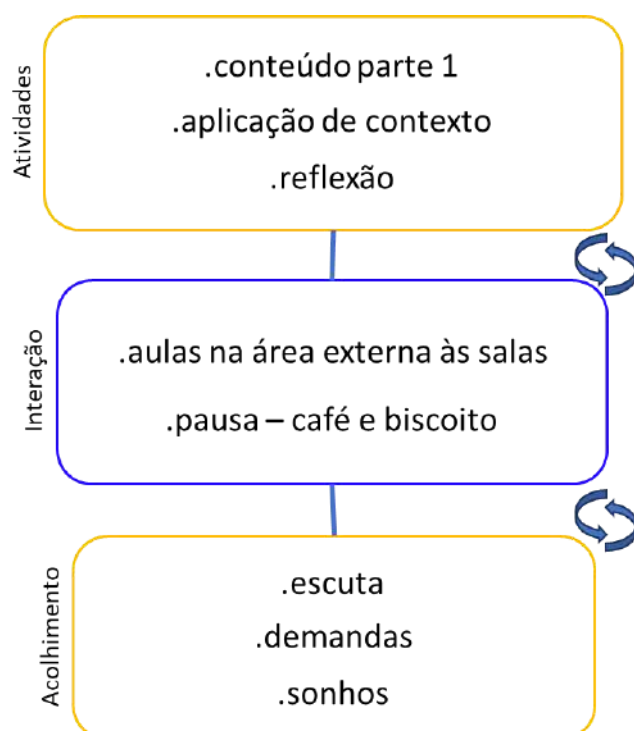 Atividades
.conteúdo parte 1
.aplicação de contexto
.reflexão
Interação
.aulas na área externa às salas
.pausa – café e biscoito
Acolhimento
.escuta
.demandas
.sonhos